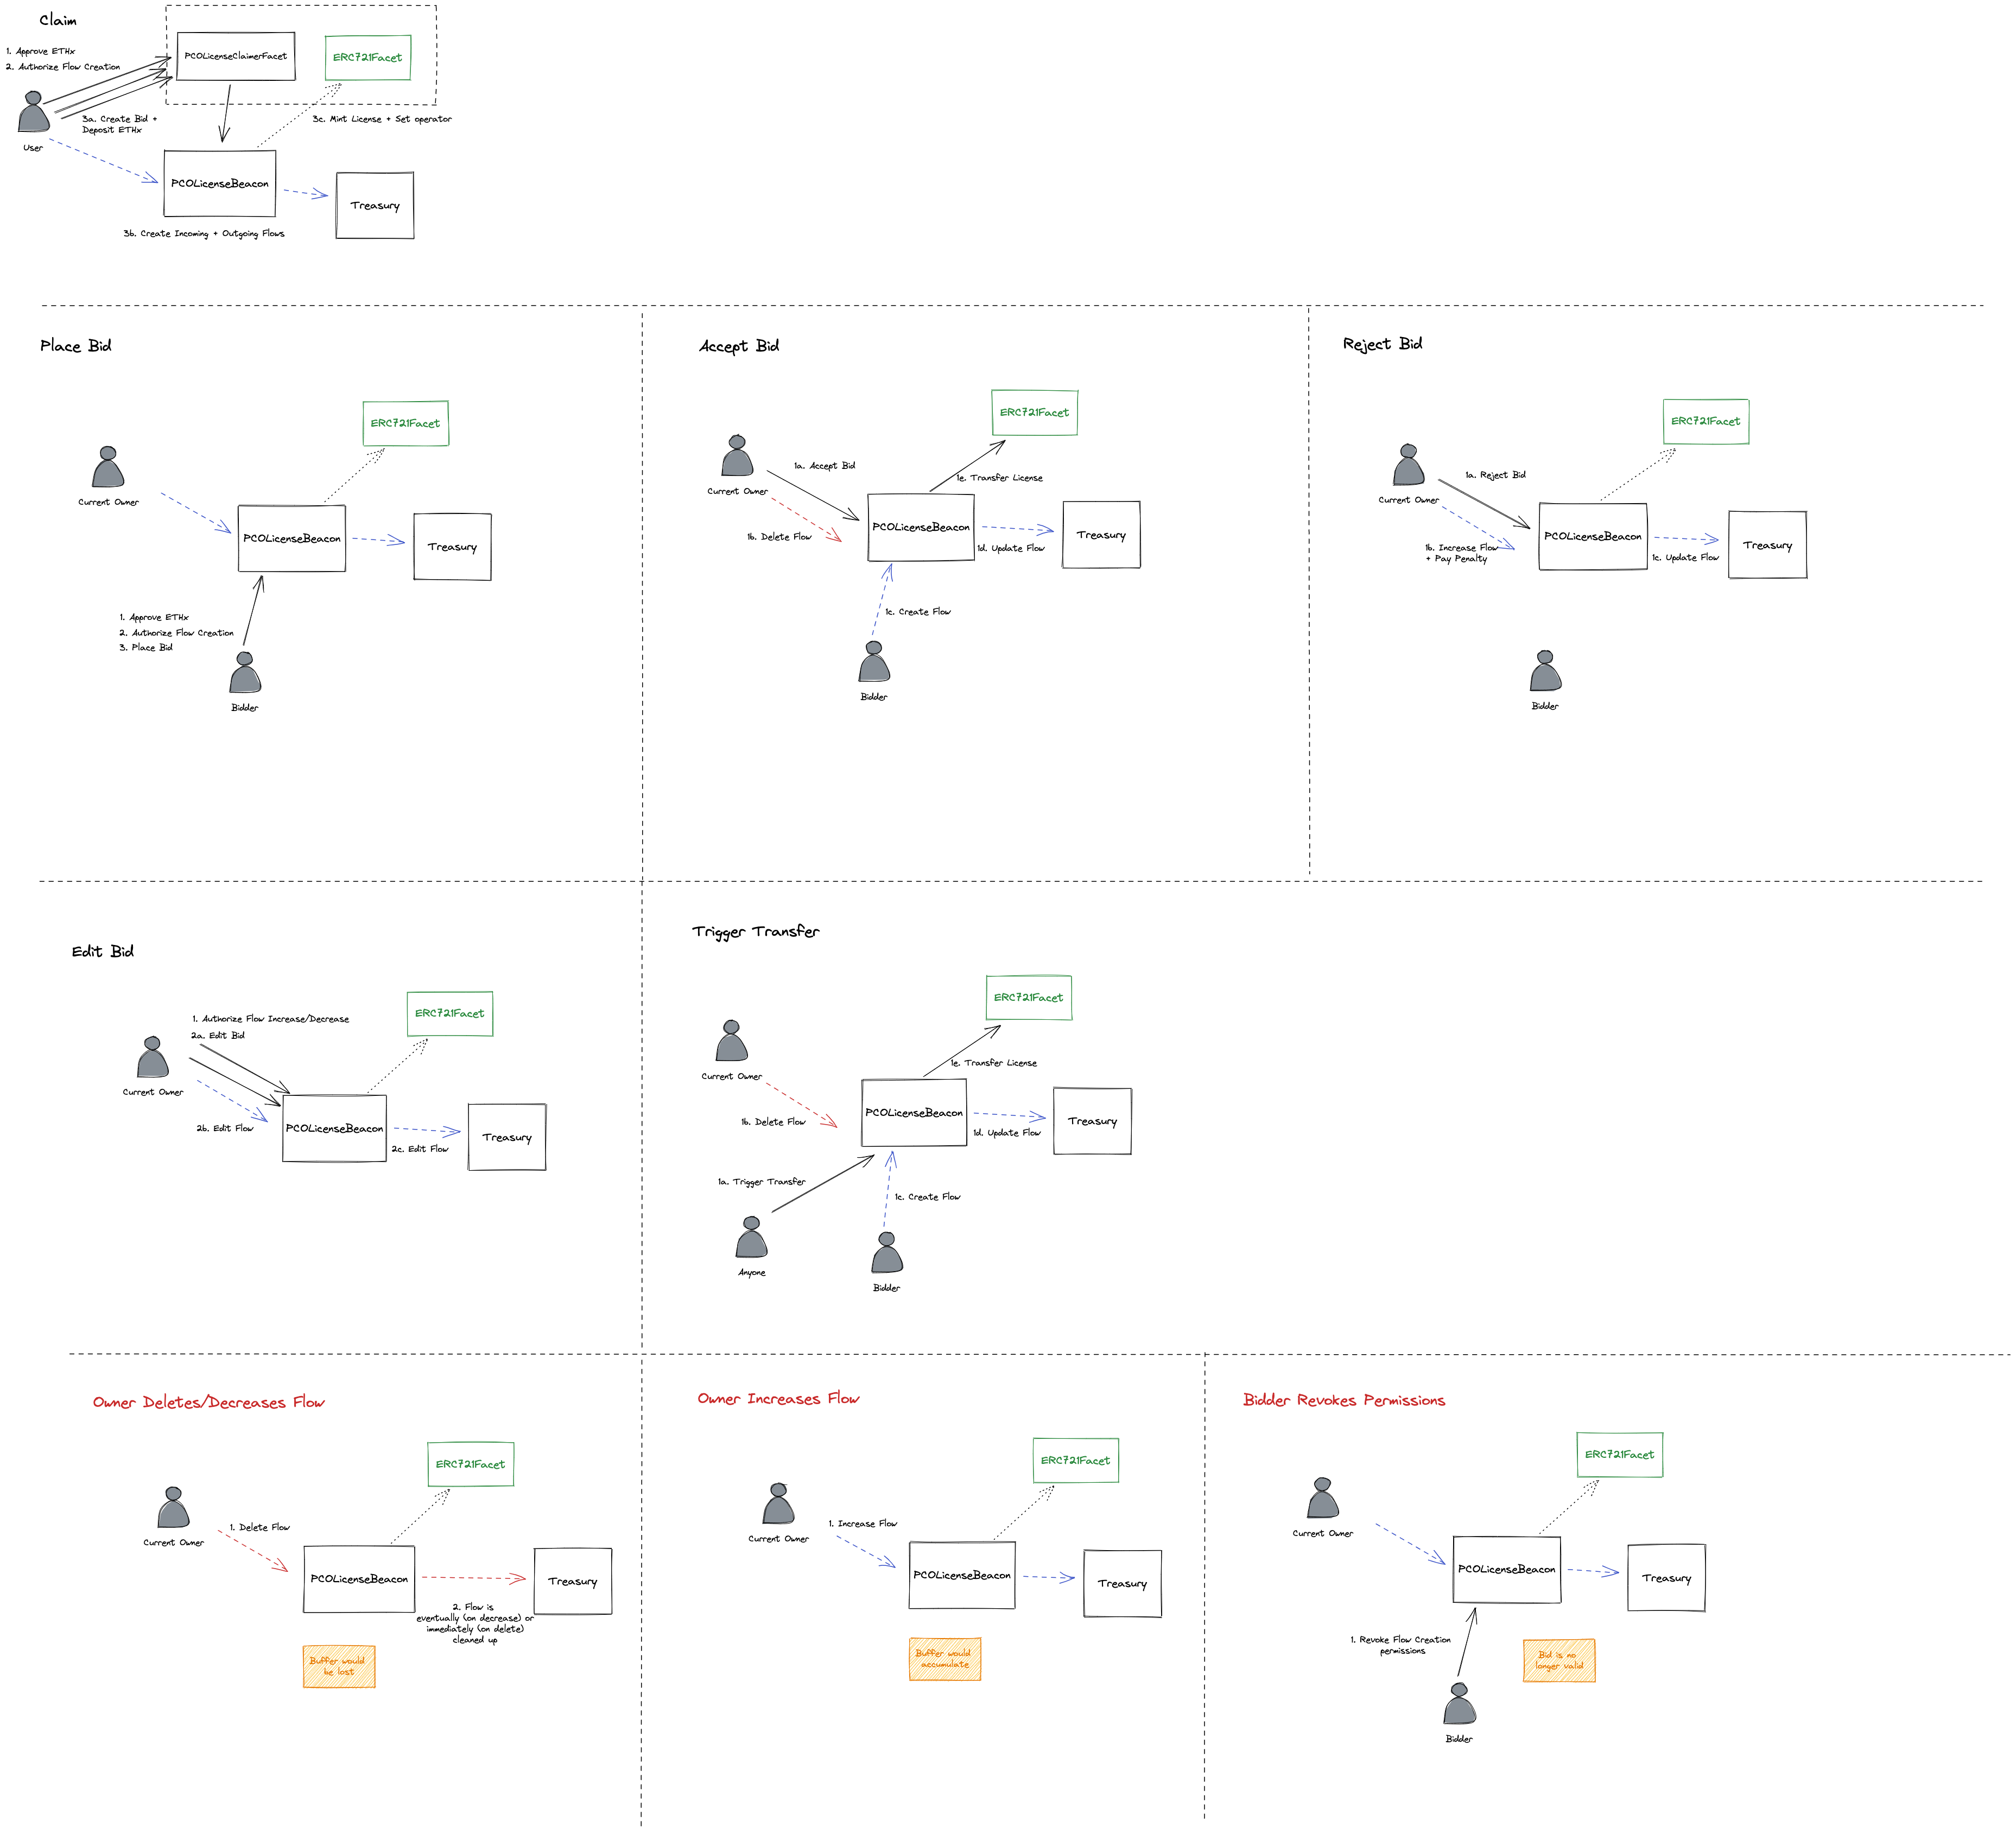 Claim
1. Approve ETHx
2. Authorize Flow Creation
PCOLicenseClaimerFacet
ERC721Facet
3a. Create Bid +
Deposit ETHx
3c. Mint License + Set operator
User
PCOLicenseBeacon
Treasury
3b. Create Incoming + Outgoing Flows
Place Bid
ERC721Facet
Current Owner
PCOLicenseBeacon
Treasury
1. Approve ETHx
2. Authorize Flow Creation
3. Place Bid
Bidder
Accept Bid
ERC721Facet
1a. Accept Bid
1e. Transfer License
Current Owner
PCOLicenseBeacon
Treasury
1b. Delete Flow
1d. Update Flow
1c. Create Flow
Bidder
Reject Bid
ERC721Facet
1a. Reject Bid
Current Owner
PCOLicenseBeacon
Treasury
1b. Increase Flow
+ Pay Penalty
1c. Update Flow
Bidder
Edit Bid
1. Authorize Flow Increase/Decrease
2a. Edit Bid
ERC721Facet
Current Owner
2b. Edit Flow
PCOLicenseBeacon
2c. Edit Flow
Treasury
Trigger Transfer
ERC721Facet
Current Owner
1e. Transfer License
PCOLicenseBeacon
Treasury
1b. Delete Flow
1d. Update Flow
1a. Trigger Transfer
1c. Create Flow
Anyone
Bidder
Owner Deletes/Decreases Flow
ERC721Facet
1. Delete Flow
Current Owner
PCOLicenseBeacon
Treasury
2. Flow is
eventually (on decrease) or
immediately (on delete)
cleaned up
Buffer would
be lost
Owner Increases Flow
ERC721Facet
1. Increase Flow
Current Owner
PCOLicenseBeacon
Treasury
Buffer would
accumulate
Bidder Revokes Permissions
ERC721Facet
Current Owner
PCOLicenseBeacon
Treasury
1. Revoke Flow Creation
permissions
Bid is no
longer valid
Bidder